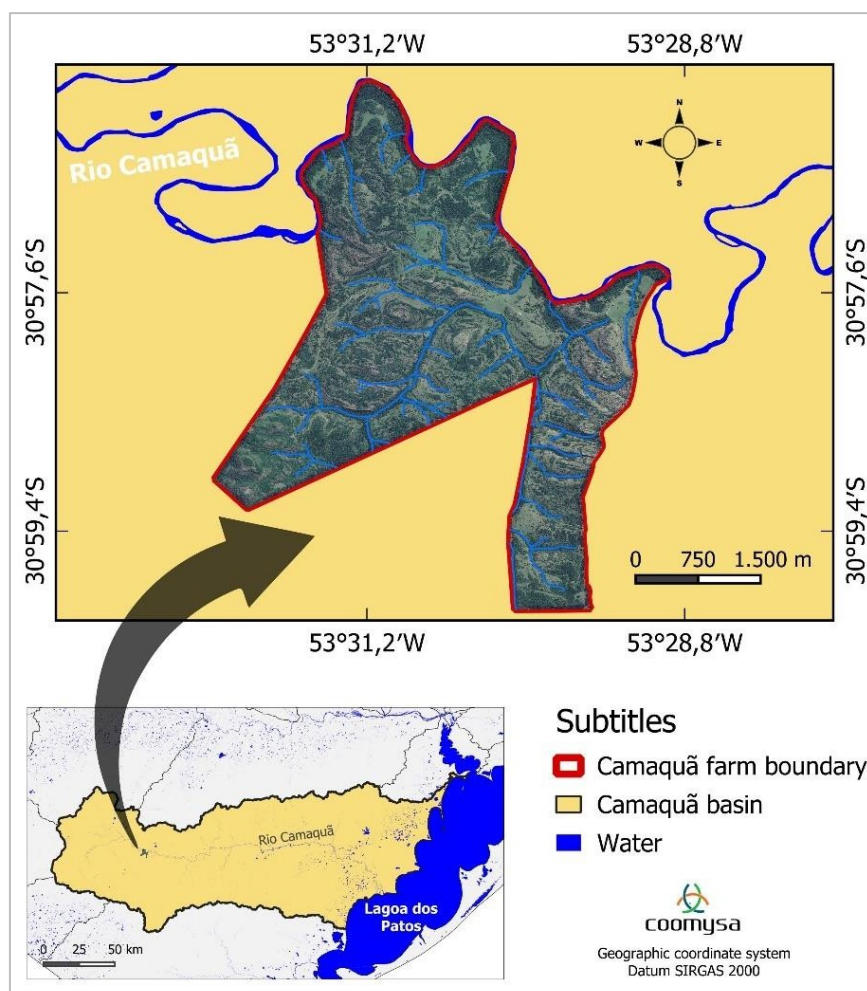 53°31,2'W 53°28,8'W
N
W E
S
Rio Camaquã
30°57,6'S 30°57,6'S
30°59,4'S 30°59,4'S
0 750 1.500 m
53°31,2'W 53°28,8'W
Subtitles
Camaquã farm boundary
Camaquã basin
Water
Rio Camaquã
Lagoa dos
Patos
0 25 50 km
coomysa
Geographic coordinate system
Datum SIRGAS 2000